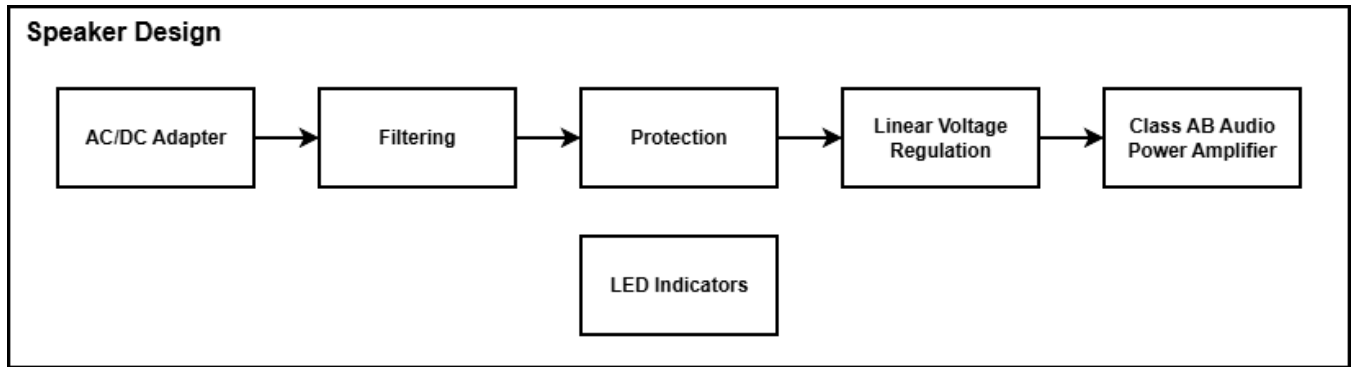 Speaker Design
AC/DC Adapter
Filtering
Protection
Linear Voltage
Regulation
Class AB Audio
Power Amplifier
LED Indicators